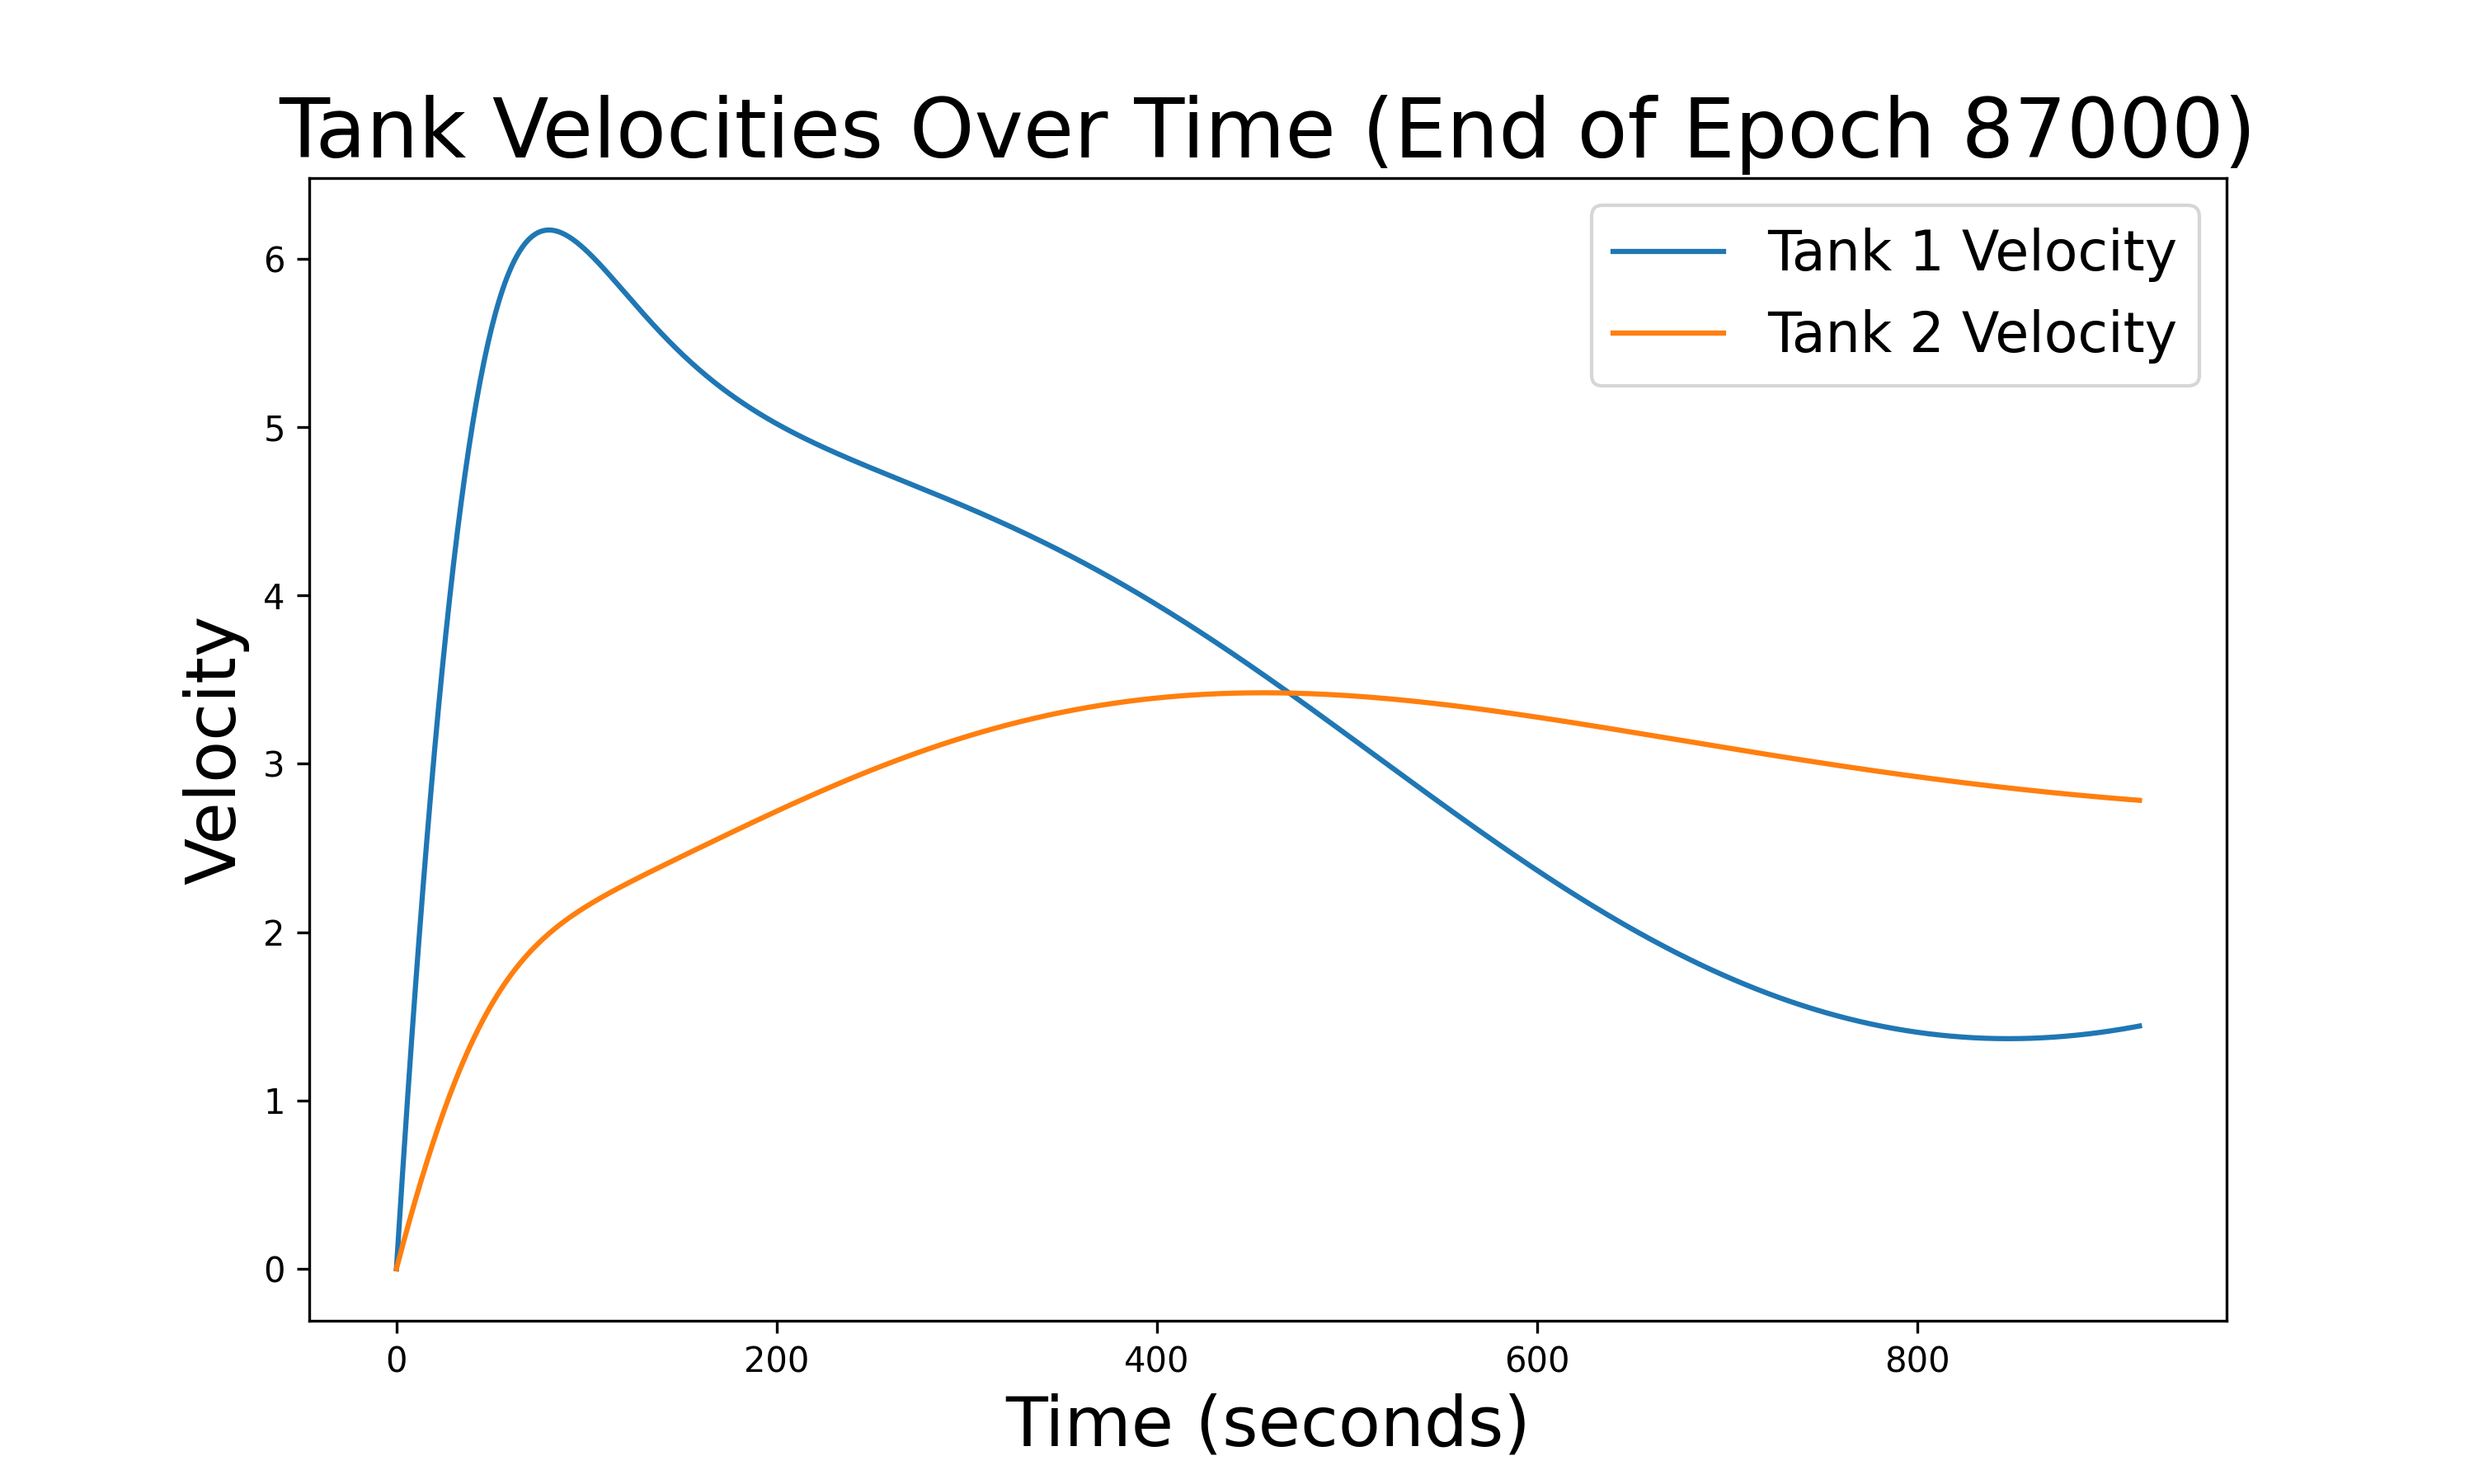 Tank Velocities Over Time (End of Epoch 87000)
Tank 1 Velocity
Tank 2 Velocity
Velocity
6
5
4
3
2
1
0
0 200 400 600 800
Time (seconds)